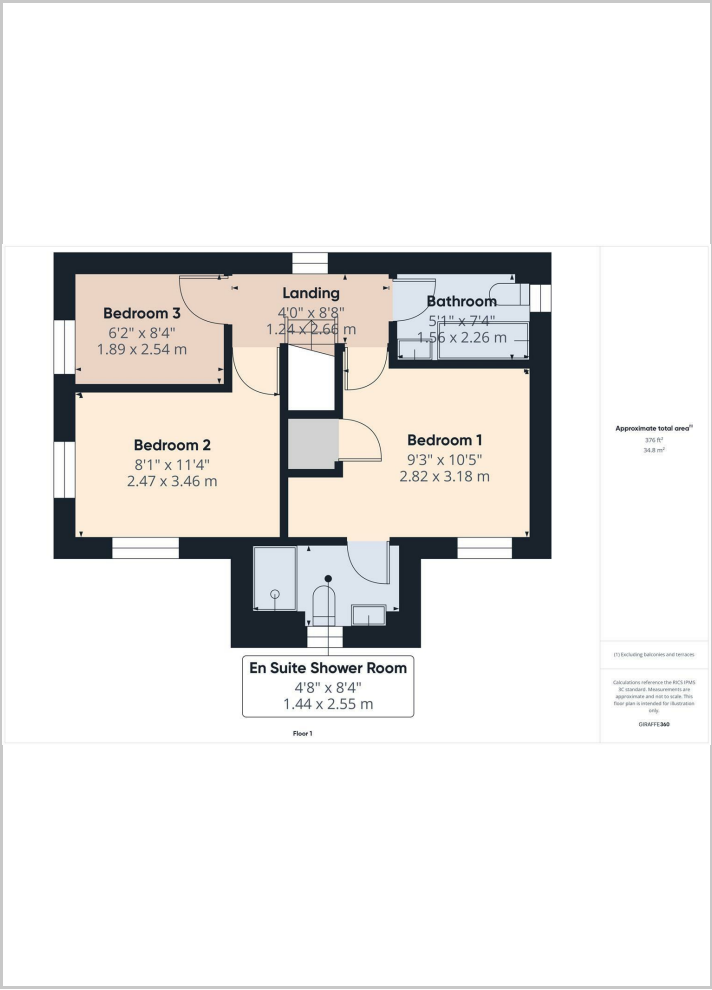 Bedroom 3
6'2" x 8'4"
1.89 x 2.54 m
Landing
4'0" x 8'8"
1.24 x 2.66 m
Bathroom
5'1" x 7'4"
1.56 x 2.26 m
Bedroom 2
8'1" x 11'4"
2.47 x 3.46 m
Bedroom 1
9'3" x 10'5"
2.82 x 3.18 m
En Suite Shower Room
4'8" x 8'4"
1.44 x 2.55 m
Floor 1
Approximate total area⁽¹⁾
376 ft²
34.8 m²
(1) Excluding balconies and terraces
Calculations reference the RICS IPMS
3C standard. Measurements are
approximate and not to scale. This
floor plan is intended for illustration
only.
GIRAFFE360